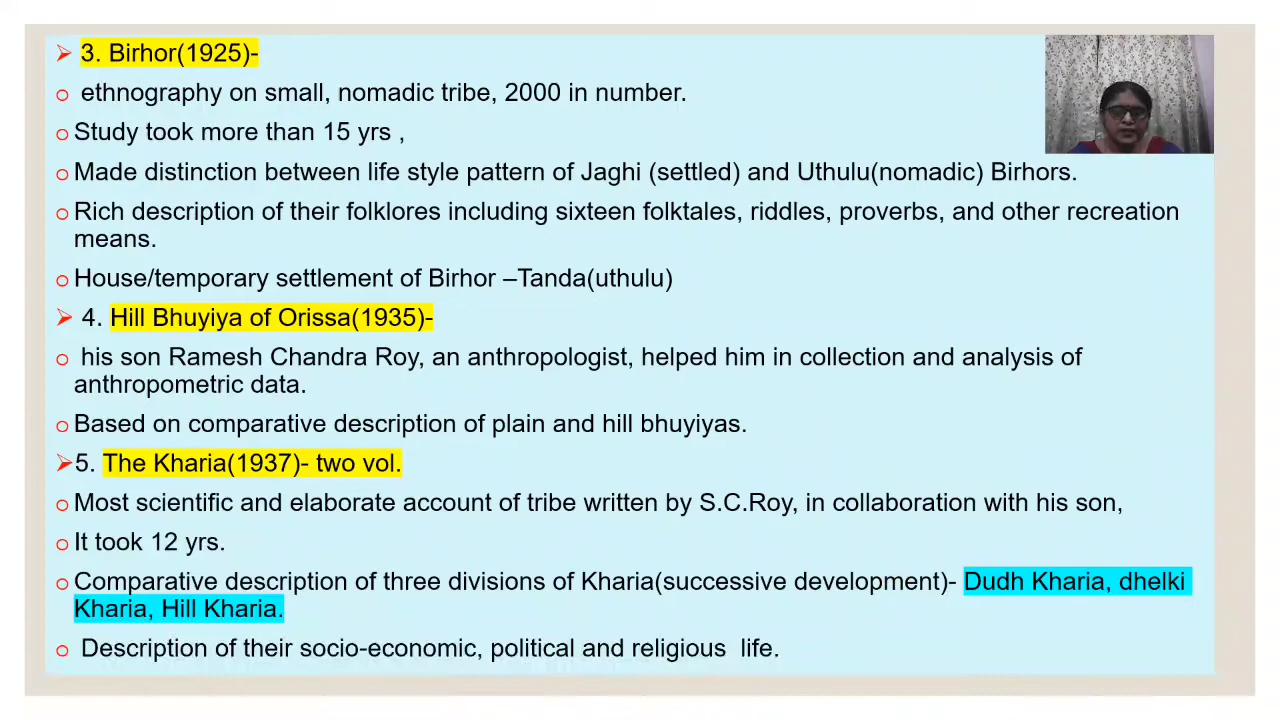 ➢ 3. Birhor(1925)-
o ethnography on small, nomadic tribe, 2000 in number.
o Study took more than 15 yrs ,
o Made distinction between life style pattern of Jaghi (settled) and Uthulu(nomadic) Birhors.
o Rich description of their folklores including sixteen folktales, riddles, proverbs, and other recreation
means.
o House/temporary settlement of Birhor –Tanda(uthulu)
➢ 4. Hill Bhuyiya of Orissa(1935)-
o his son Ramesh Chandra Roy, an anthropologist, helped him in collection and analysis of
anthropometric data.
o Based on comparative description of plain and hill bhuyiyas.
➢5. The Kharia(1937)- two vol.
o Most scientific and elaborate account of tribe written by S.C.Roy, in collaboration with his son,
o It took 12 yrs.
o Comparative description of three divisions of Kharia(successive development)- Dudh Kharia, dhelki
Kharia, Hill Kharia.
o Description of their socio-economic, political and religious life.